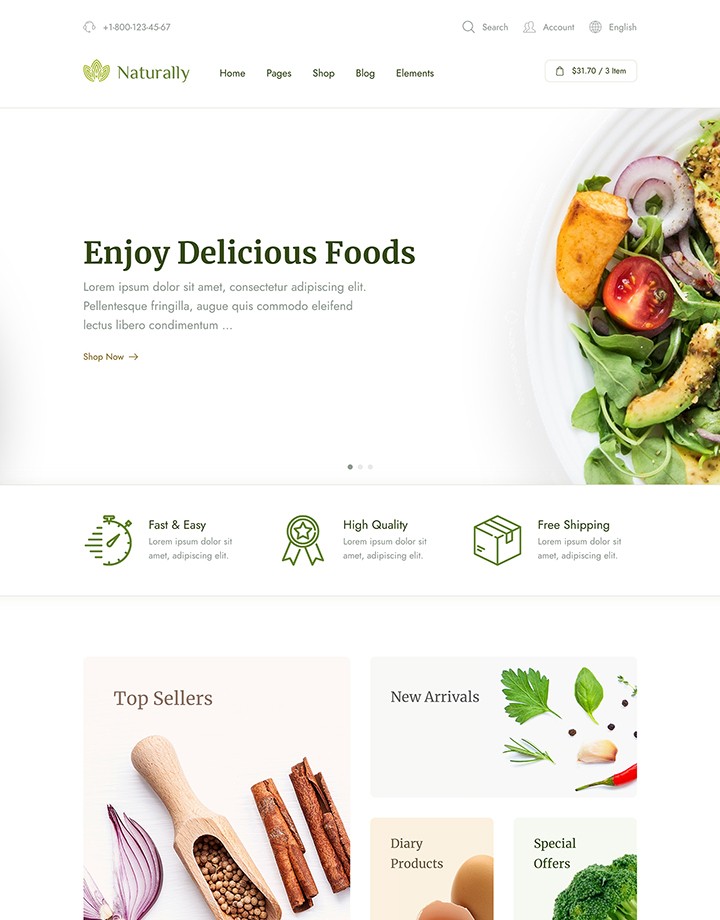 +1-800-123-45-67
Search
Account
English
Naturally
Home
Pages
Shop
Blog
Elements
$31.70 / 3 Item
Enjoy Delicious Foods
Lorem ipsum dolor sit amet, consectetur adipiscing elit.
Pellentesque fringilla, augue quis commodo eleifend
lectus libero condimentum ...
Shop Now →
Fast & Easy
Lorem ipsum dolor sit
amet, adipiscing elit.
High Quality
Lorem ipsum dolor sit
amet, adipiscing elit.
Free Shipping
Lorem ipsum dolor sit
amet, adipiscing elit.
Top Sellers
New Arrivals
Diary
Products
Special
Offers